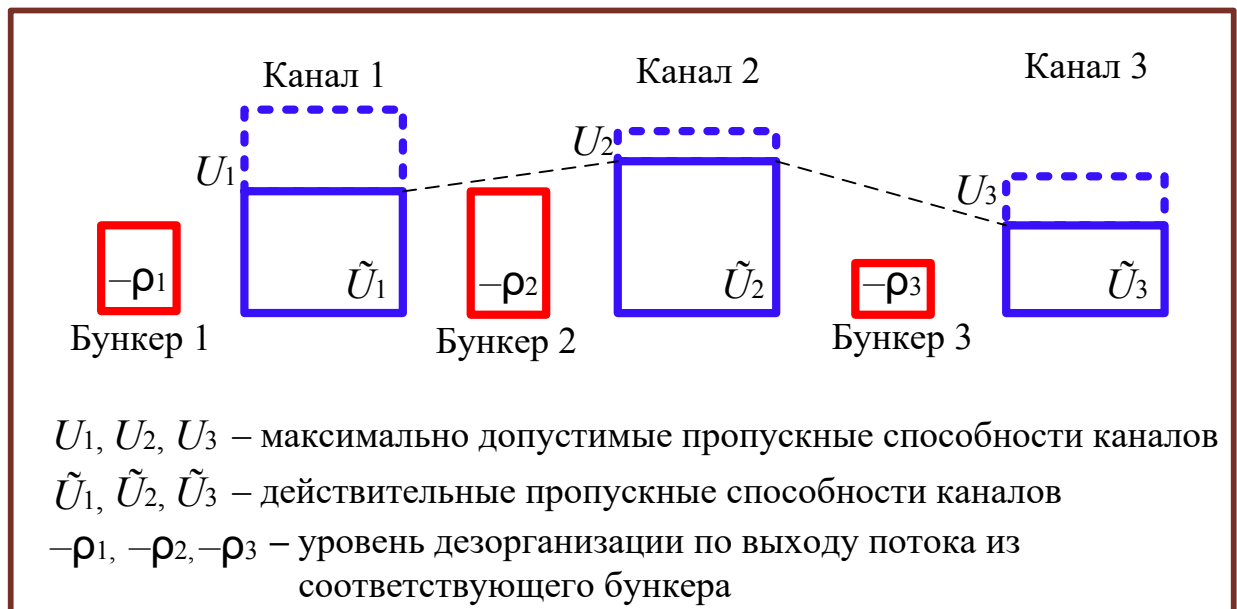 Канал 1
Канал 2
Канал 3
U1
U2
U3
–ρ1
Ũ1
–ρ2
Ũ2
–ρ3
Ũ3
Бункер 1
Бункер 2
Бункер 3
U1, U2, U3 – максимально допустимые пропускные способности каналов
Ũ1, Ũ2, Ũ3 – действительные пропускные способности каналов
–ρ1, –ρ2, –ρ3 – уровень дезорганизации по выходу потока из
соответствующего бункера